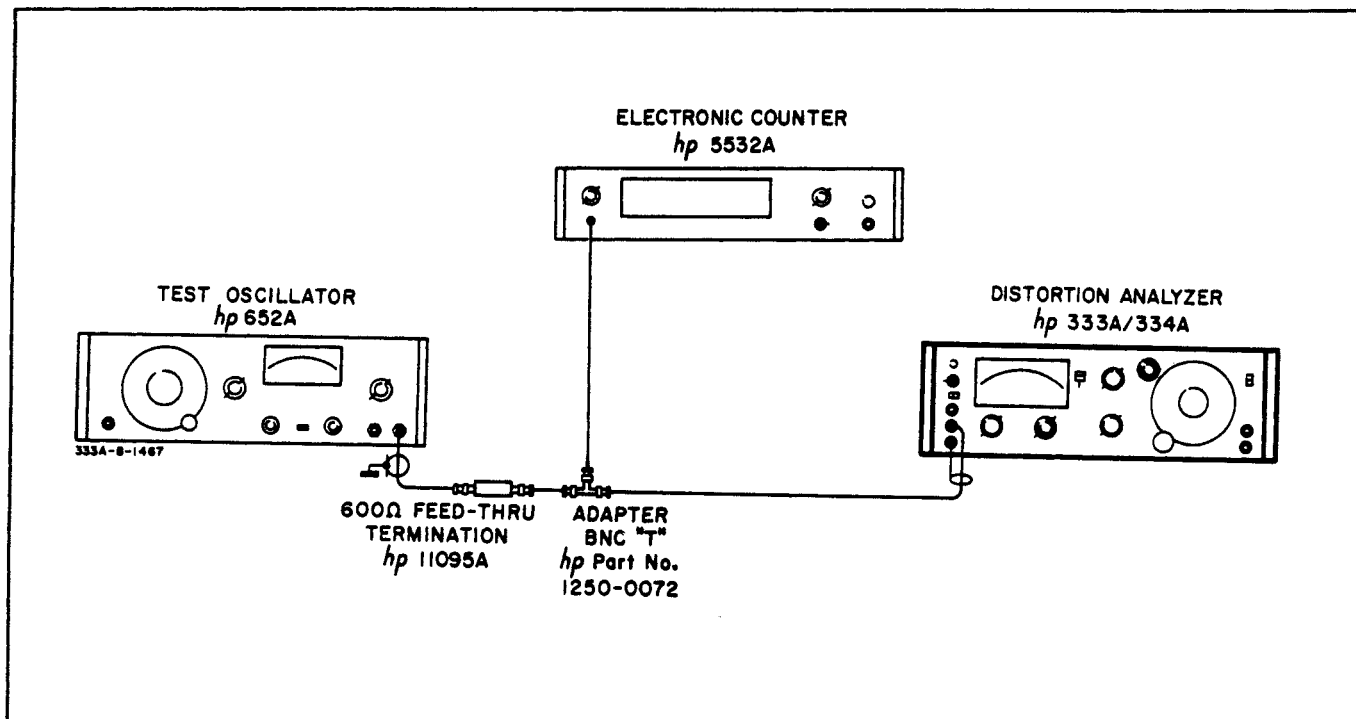 ELECTRONIC COUNTER
hp 5532A
TEST OSCILLATOR
hp 652A
DISTORTION ANALYZER
hp 333A/334A
333A-B-1467
600Ω FEED-THRU
TERMINATION
hp 11095A
ADAPTER
BNC "T"
hp Part No.
1250-0072